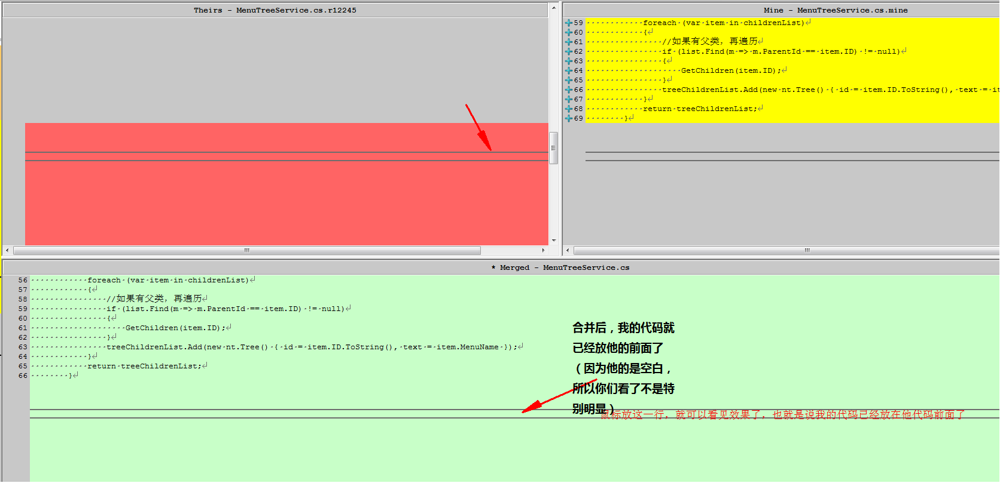 Theirs - MenuTreeService.cs.r12245
Mine - MenuTreeService.cs.mine
59 foreach (var item in childrenList)
60 {
61 //如果有父类，再遍历
62 if (list.Find(m => m.ParentId == item.ID) != null)
63 {
64 GetChildren(item.ID);
65 }
66 treeChildrenList.Add(new nt.Tree() { id = item.ID.ToString(), text = it
67 }
68 return treeChildrenList;
69 }
* Merged - MenuTreeService.cs
56 foreach (var item in childrenList)
57 {
58 //如果有父类，再遍历
59 if (list.Find(m => m.ParentId == item.ID) != null)
60 {
61 GetChildren(item.ID);
62 }
63 treeChildrenList.Add(new nt.Tree() { id = item.ID.ToString(), text = item.MenuName });
64 }
65 return treeChildrenList;
66 }
合并后，我的代码就
已经放他的前面了
（因为他的是空白，
所以你们看了不是特
别明显）
鼠标放这一行，就可以看见效果了，也就是说我的代码已经放在他代码前面了